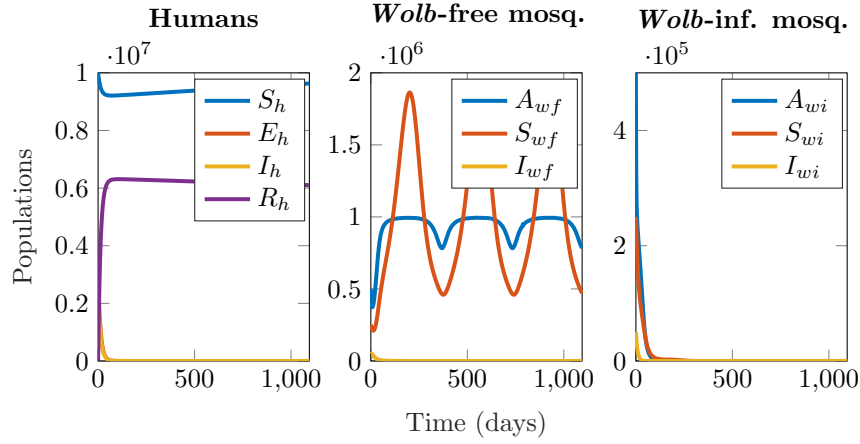 Humans
Wolb-free mosq.
Wolb-inf. mosq.
·10^7
·10^6
·10^5
1
0.8
0.6
0.4
0.2
0
0
500
1,000
S_h
E_h
I_h
R_h
2
1.5
1
0.5
0
0
500
1,000
A_wf
S_wf
I_wf
5
0
0
500
1,000
A_wi
S_wi
I_wi
Populations
Time (days)